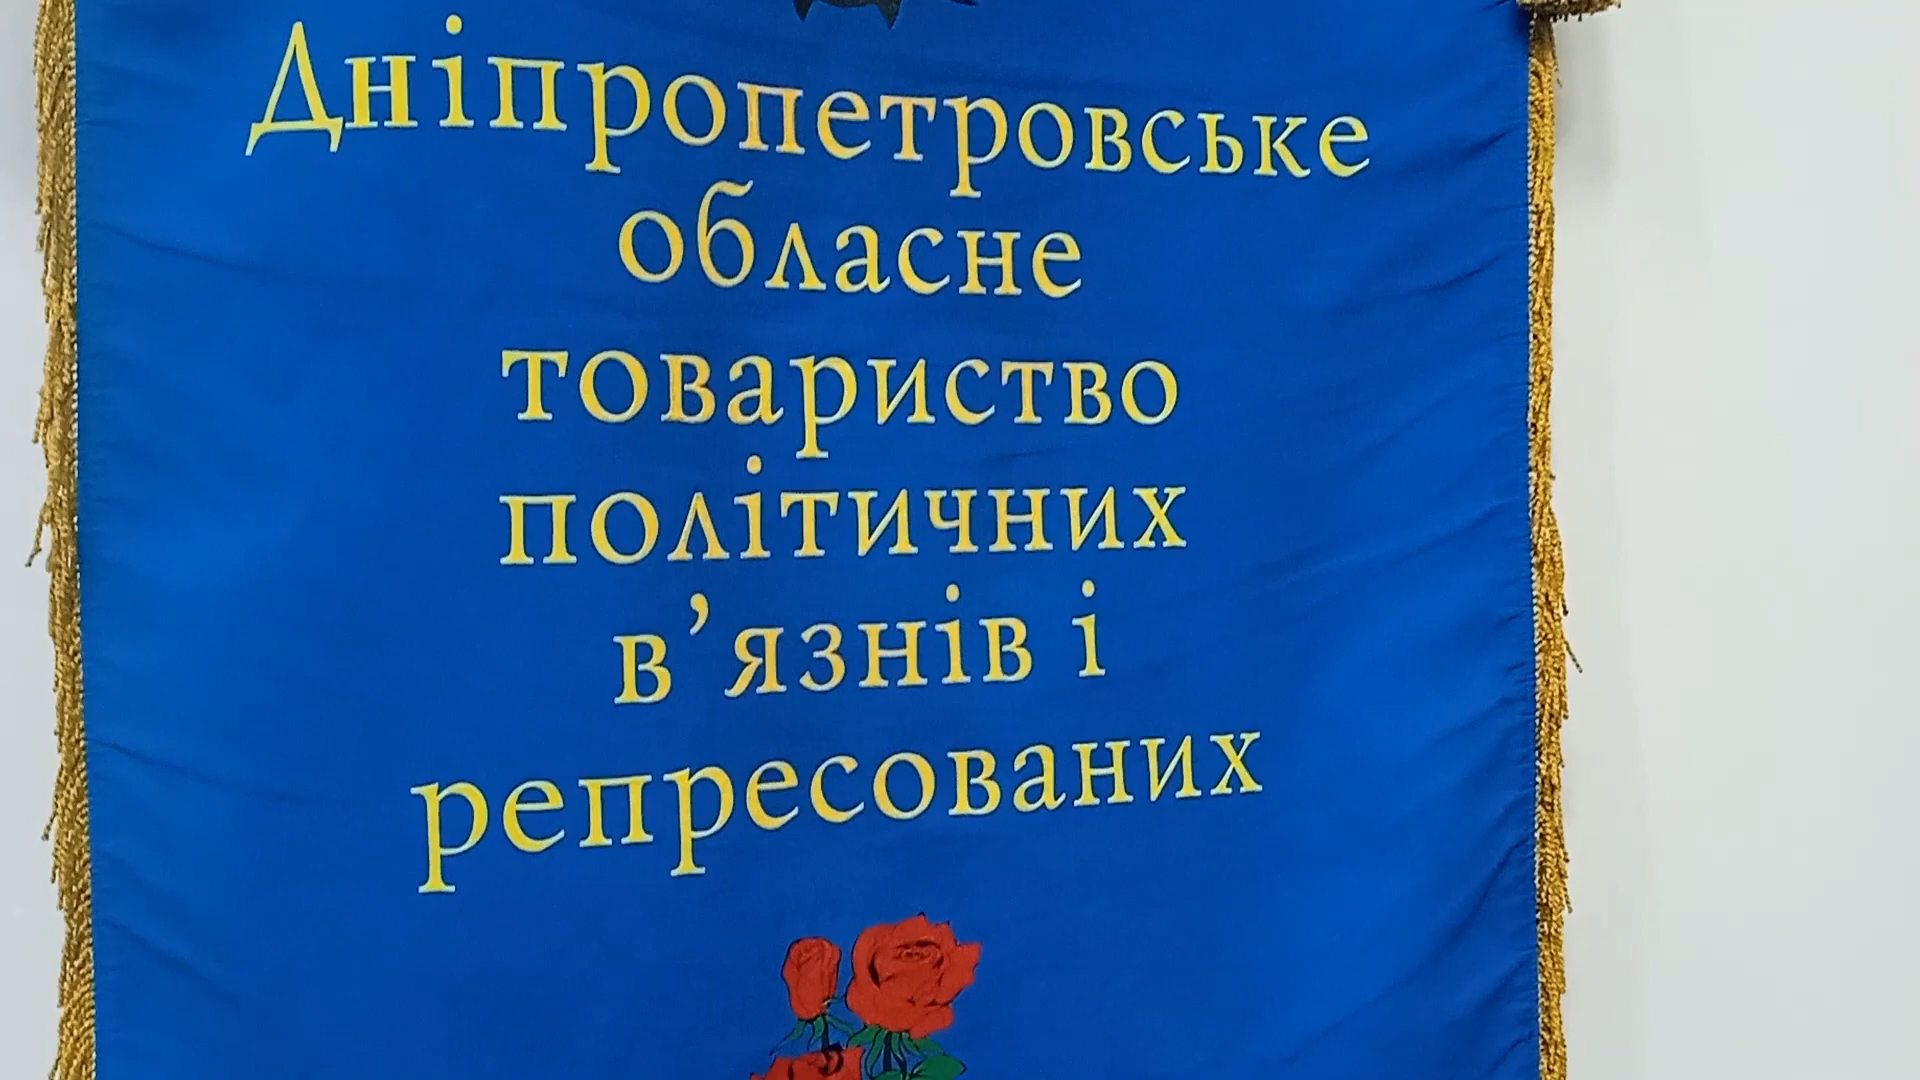 Дніпропетровське
обласне
товариство
політичних
в’язнів і
репресованих